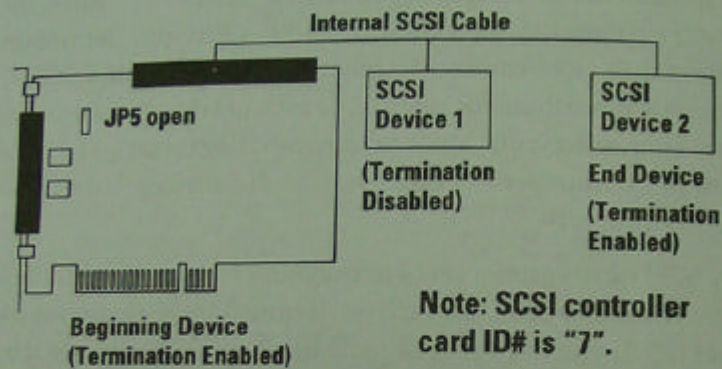 Internal SCSI Cable
JP5 open
SCSI
Device 1
(Termination
Disabled)
SCSI
Device 2
End Device
(Termination
Enabled)
Beginning Device
(Termination Enabled)
Note: SCSI controller
card ID# is "7".